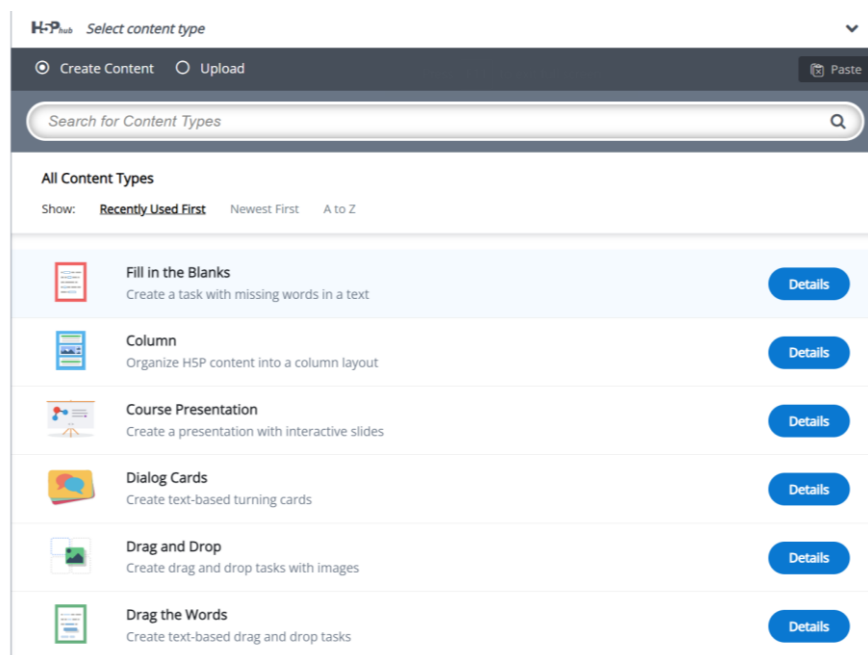 H5P hub Select content type
Create Content Upload Paste
Search for Content Types
All Content Types
Show: Recently Used First Newest First A to Z
Fill in the Blanks
Create a task with missing words in a text
Details
Column
Organize H5P content into a column layout
Details
Course Presentation
Create a presentation with interactive slides
Details
Dialog Cards
Create text-based turning cards
Details
Drag and Drop
Create drag and drop tasks with images
Details
Drag the Words
Create text-based drag and drop tasks
Details